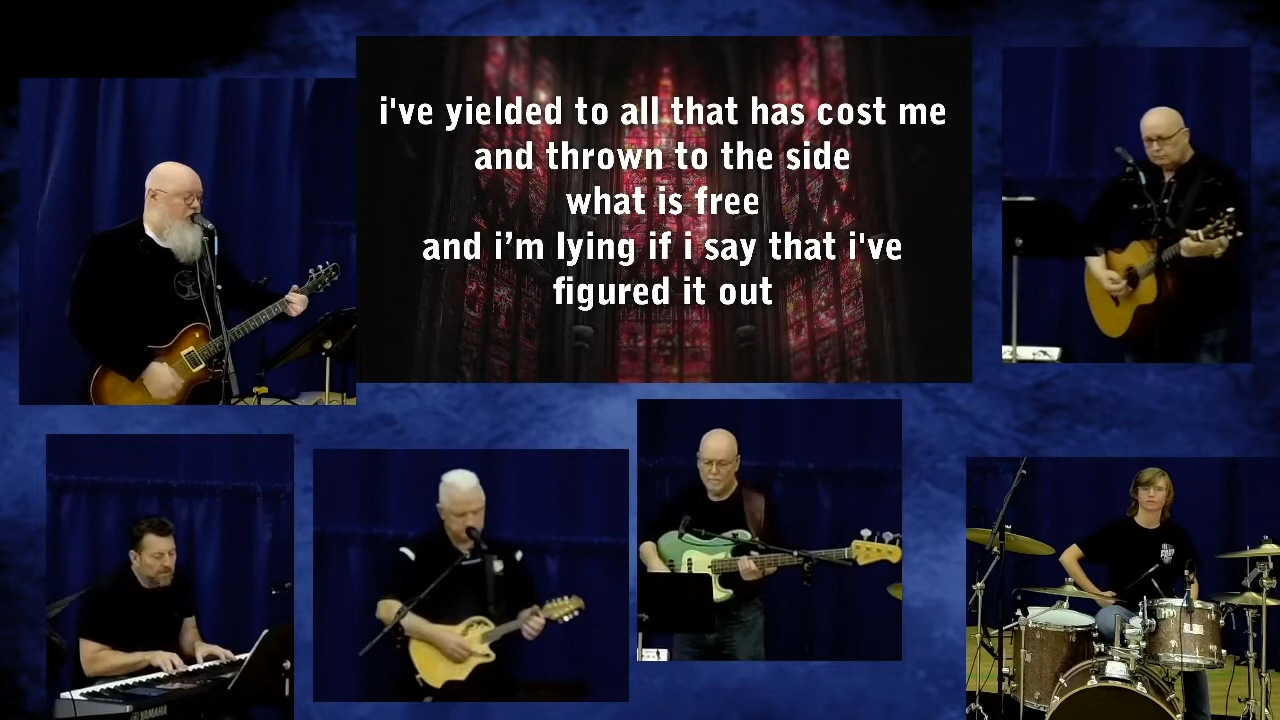 i've yielded to all that has cost me
and thrown to the side
what is free
and i’m lying if i say that i've
figured it out
YAMAHA